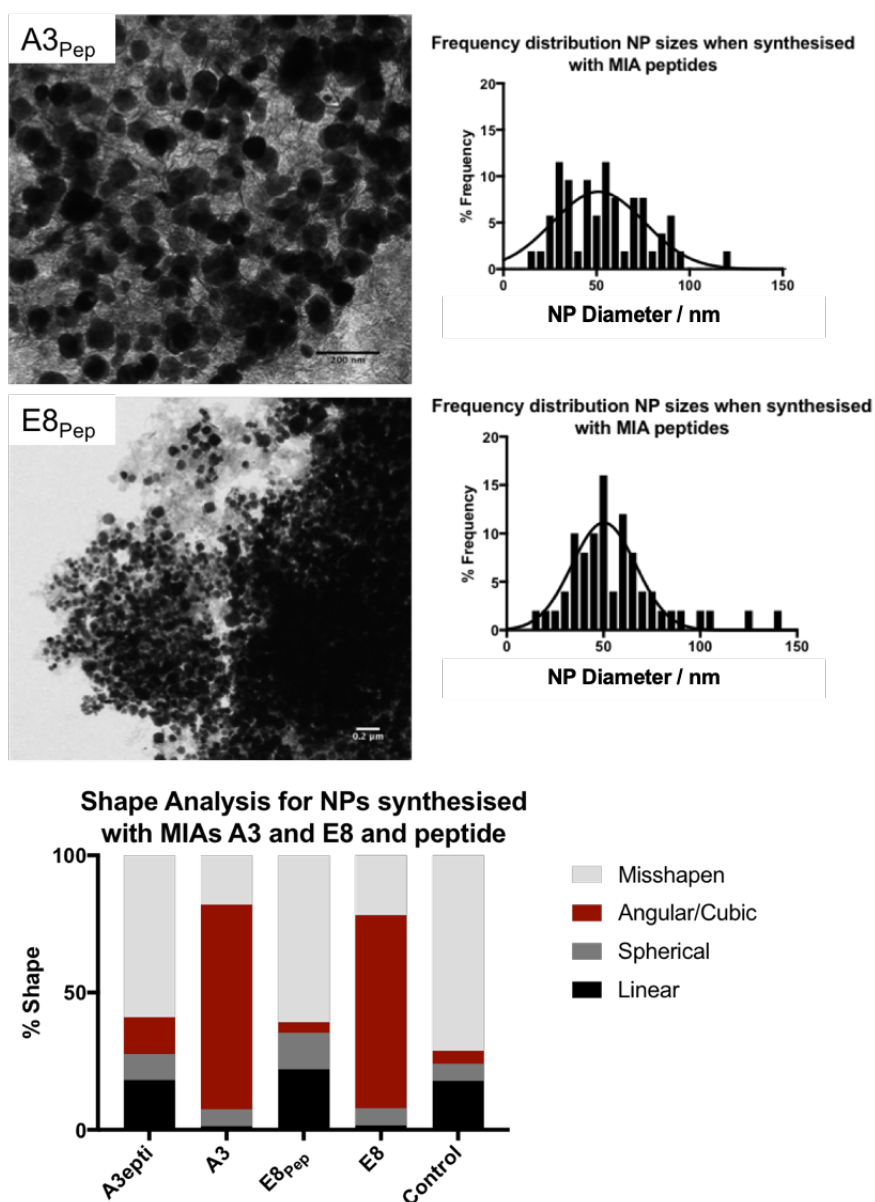 A3Pep
200 nm
Frequency distribution NP sizes when synthesised
with MIA peptides
% Frequency
20
15
10
5
0
0 50 100 150
NP Diameter / nm
E8Pep
0.2 µm
Frequency distribution NP sizes when synthesised
with MIA peptides
% Frequency
20
15
10
5
0
0 50 100 150
NP Diameter / nm
Shape Analysis for NPs synthesised
with MIAs A3 and E8 and peptide
% Shape
100
50
0
A3epti
A3
E8Pep
E8
Control
Misshapen
Angular/Cubic
Spherical
Linear